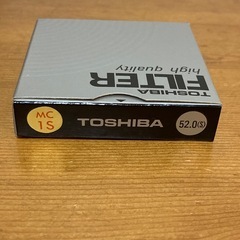 TOSHIBA
FILTER
high quality
MC
1S
TOSHIBA
52.0(S)